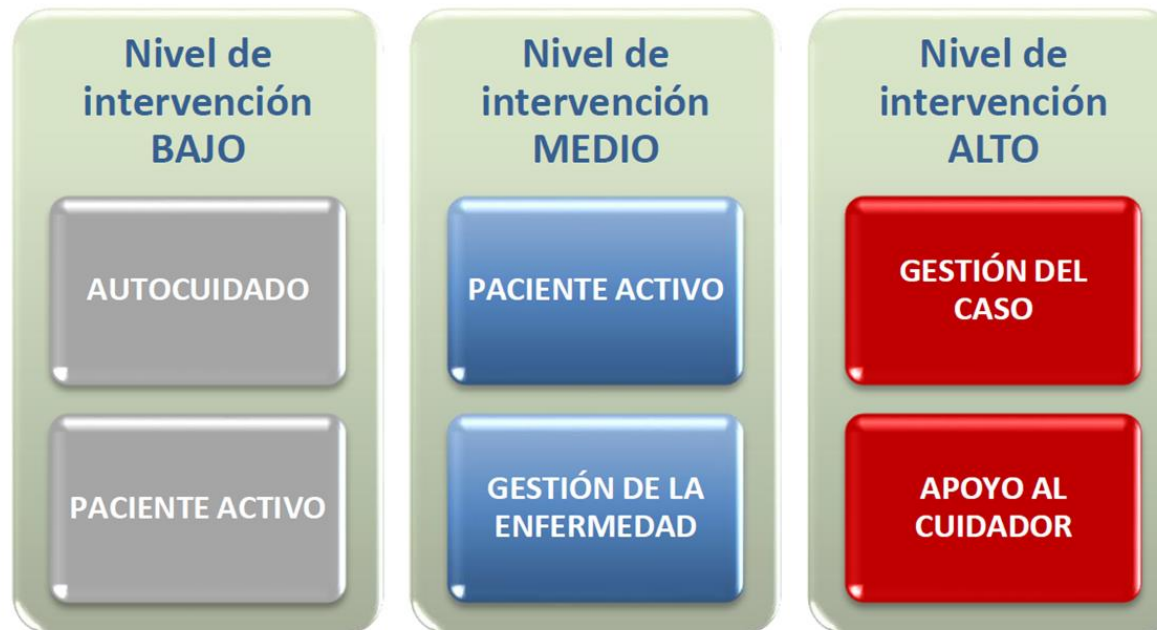 Nivel de
intervención
BAJO
AUTOCUIDADO
PACIENTE ACTIVO
Nivel de
intervención
MEDIO
PACIENTE ACTIVO
GESTIÓN DE LA
ENFERMEDAD
Nivel de
intervención
ALTO
GESTIÓN DEL
CASO
APOYO AL
CUIDADOR